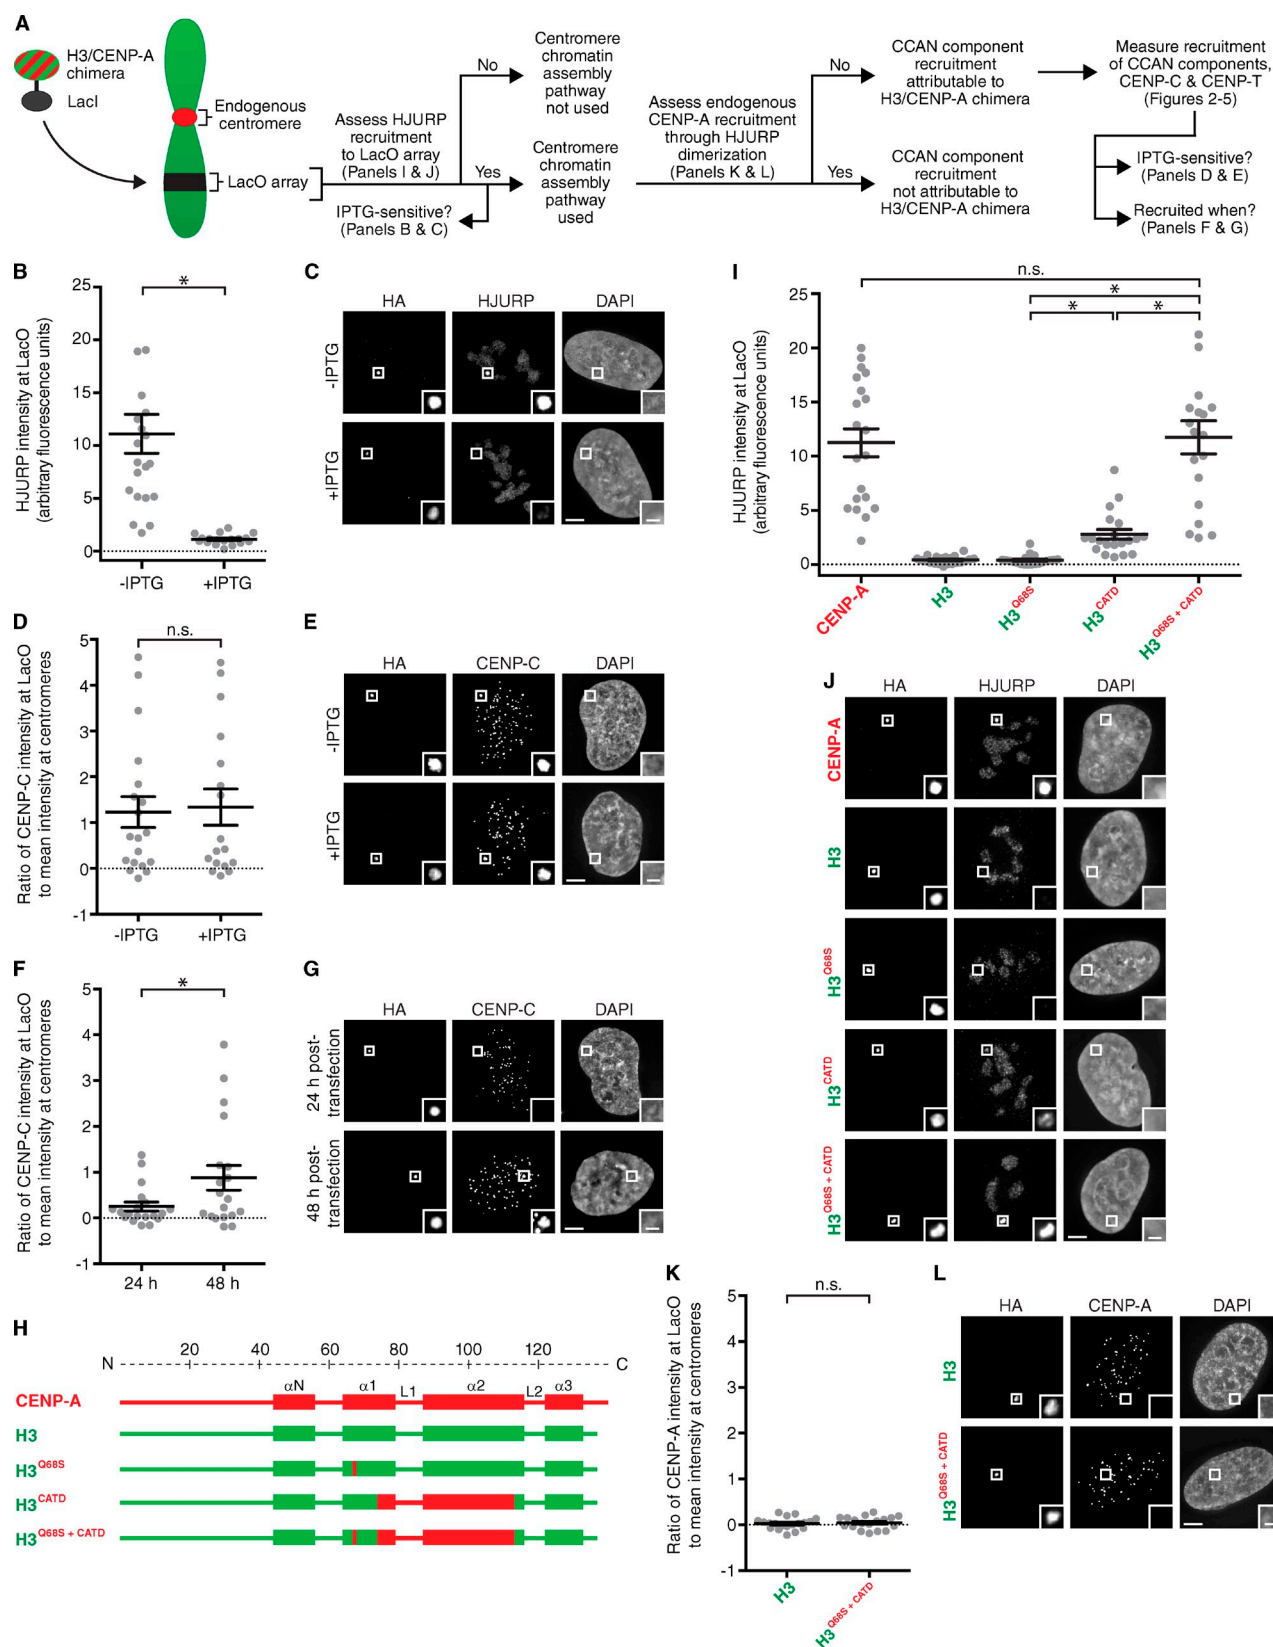 A
H3/CENP-A
chimera
LacI
Endogenous
centromere
LacO array
Assess HJURP
recruitment
to LacO array
(Panels I & J)
IPTG-sensitive?
(Panels B & C)
No
Yes
Centromere
chromatin
assembly
pathway
not used
Centromere
chromatin
assembly
pathway
used
Assess endogenous
CENP-A recruitment
through HJURP
dimerization
(Panels K & L)
No
Yes
CCAN component
recruitment
attributable to
H3/CENP-A chimera
CCAN component
recruitment
not attributable to
H3/CENP-A chimera
Measure recruitment
of CCAN components,
CENP-C & CENP-T
(Figures 2-5)
IPTG-sensitive?
(Panels D & E)
Recruited when?
(Panels F & G)
B
HJURP intensity at LacO
(arbitrary fluorescence units)
25
20
15
10
5
0
*
-IPTG +IPTG
C
HA HJURP DAPI
-IPTG
+IPTG
D
Ratio of CENP-C intensity at LacO
to mean intensity at centromeres
5
4
3
2
1
0
-1
n.s.
-IPTG +IPTG
E
HA CENP-C DAPI
-IPTG
+IPTG
F
Ratio of CENP-C intensity at LacO
to mean intensity at centromeres
5
4
3
2
1
0
-1
*
24 h 48 h
G
HA CENP-C DAPI
24 h post-
transfection
48 h post-
transfection
H
N 20 40 60 80 100 120 C
αN α1 L1 α2 L2 α3
CENP-A
H3
H3Q68S
H3CATD
H3Q68S + CATD
I
HJURP intensity at LacO
(arbitrary fluorescence units)
25
20
15
10
5
0
n.s.
*
* *
CENP-A H3 H3Q68S H3CATD H3Q68S + CATD
J
HA HJURP DAPI
CENP-A
H3
H3Q68S
H3CATD
H3Q68S + CATD
K
Ratio of CENP-A intensity at LacO
to mean intensity at centromeres
5
4
3
2
1
0
-1
n.s.
H3 H3Q68S + CATD
L
HA CENP-A DAPI
H3
H3Q68S + CATD